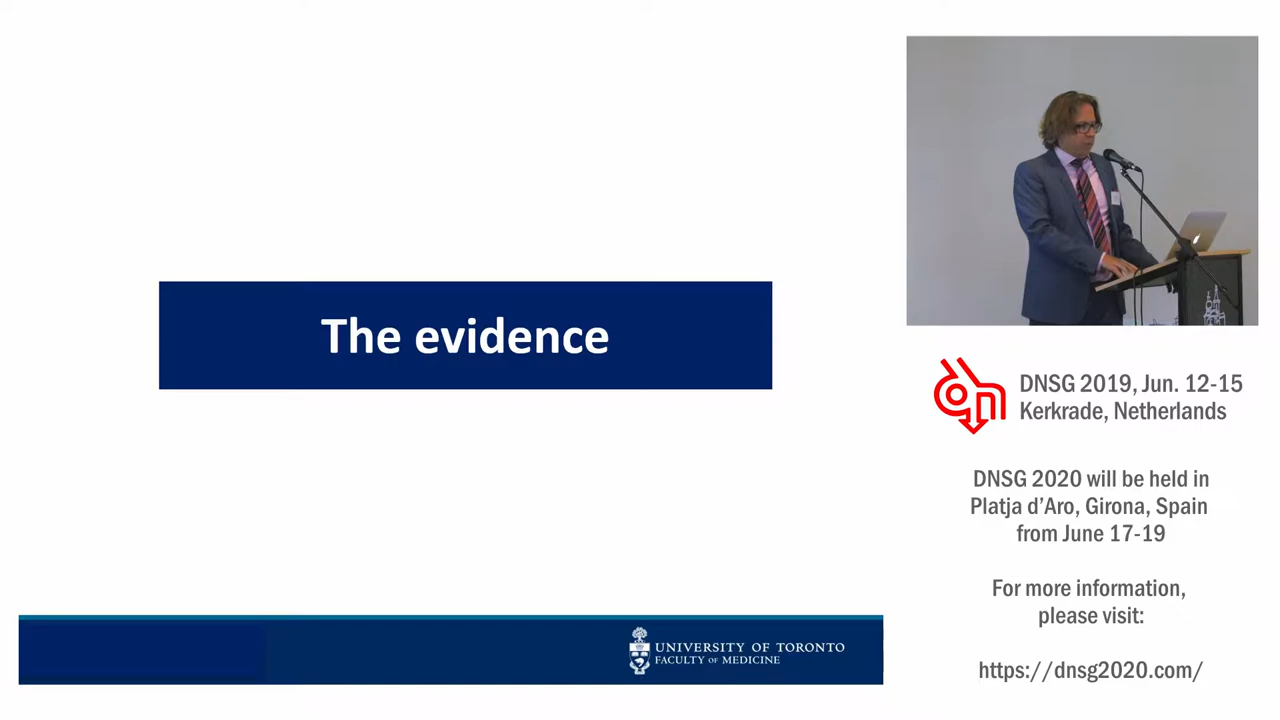 The evidence
UNIVERSITY OF TORONTO
FACULTY OF MEDICINE
DNSG 2019, Jun. 12-15
Kerkrade, Netherlands
DNSG 2020 will be held in
Platja d'Aro, Girona, Spain
from June 17-19
For more information,
please visit:
https://dnsg2020.com/